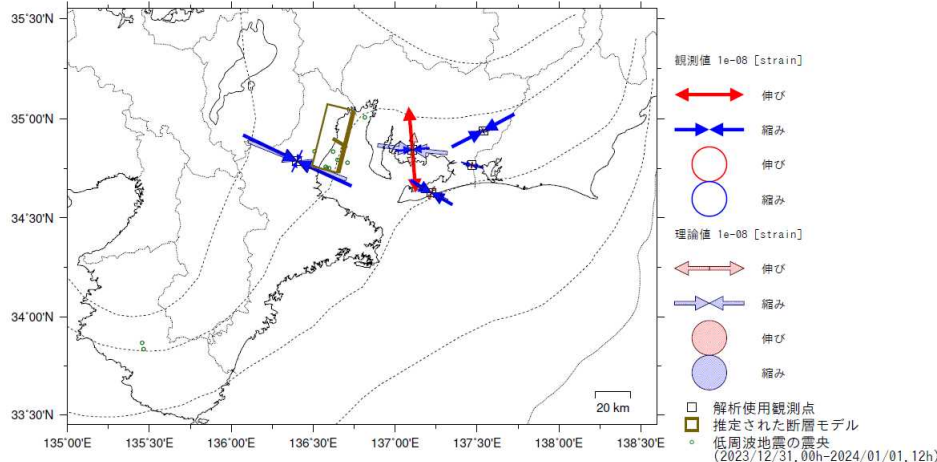 35°30'N
35°00'N
34°30'N
34°00'N
33°30'N
135°00'E
135°30'E
136°00'E
136°30'E
137°00'E
137°30'E
138°00'E
138°30'E
20 km
観測値 1e-08 [strain]
伸び
縮み
伸び
縮み
理論値 1e-08 [strain]
伸び
縮み
伸び
縮み
解析使用観測点
推定された断層モデル
低周波地震の震央
(2023/12/31.00h-2024/01/01.12h)